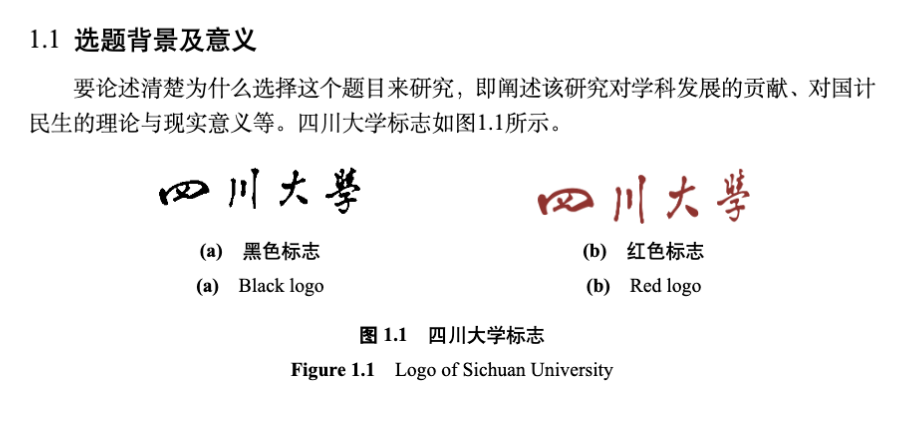 1.1 选题背景及意义
要论述清楚为什么选择这个题目来研究，即阐述该研究对学科发展的贡献、对国计
民生的理论与现实意义等。四川大学标志如图1.1所示。
四川大學
四川大學
(a) 黑色标志
(b) 红色标志
(a) Black logo
(b) Red logo
图 1.1 四川大学标志
Figure 1.1 Logo of Sichuan University